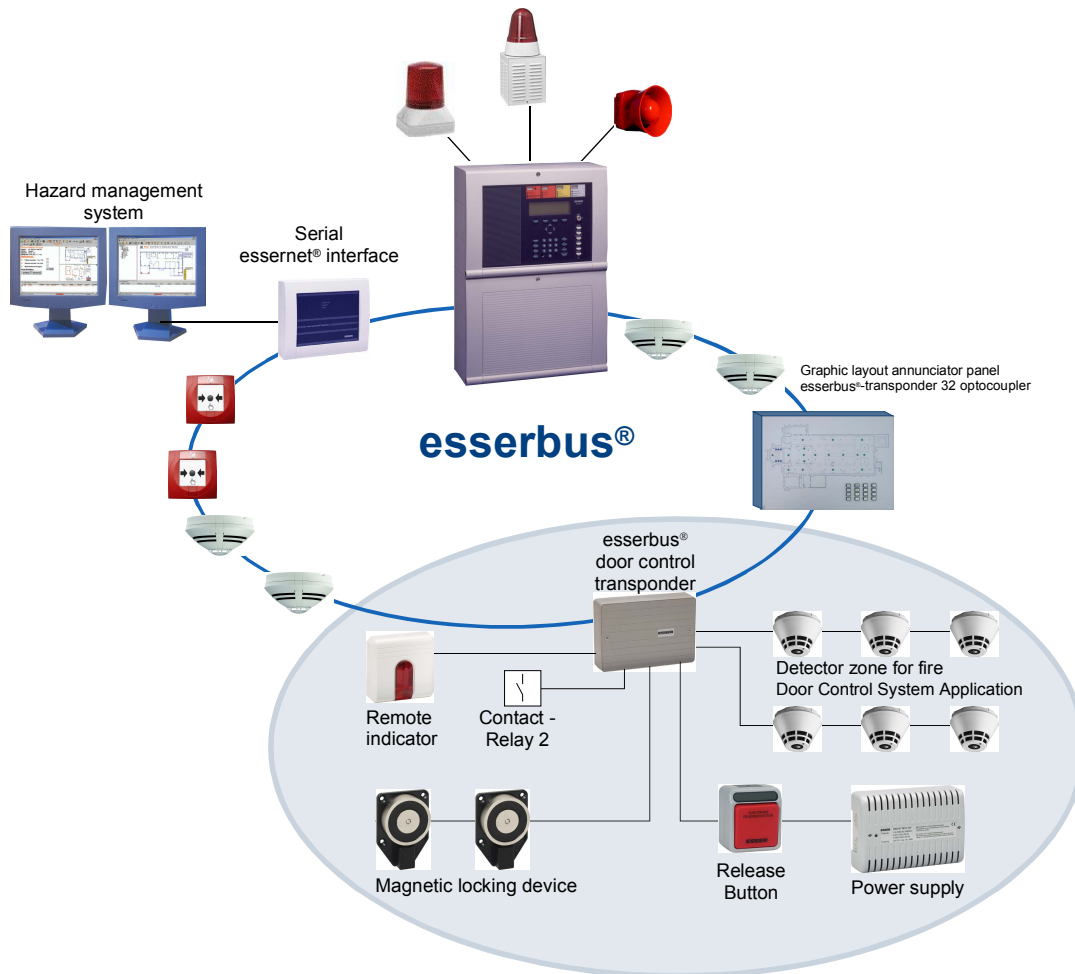 Hazard management
system
Serial
essernet® interface
Graphic layout annunciator panel
esserbus®-transponder 32 optocoupler
esserbus®
esserbus®
door control
transponder
Detector zone for fire
Door Control System Application
Remote
indicator
Contact -
Relay 2
Magnetic locking device
Release
Button
Power supply